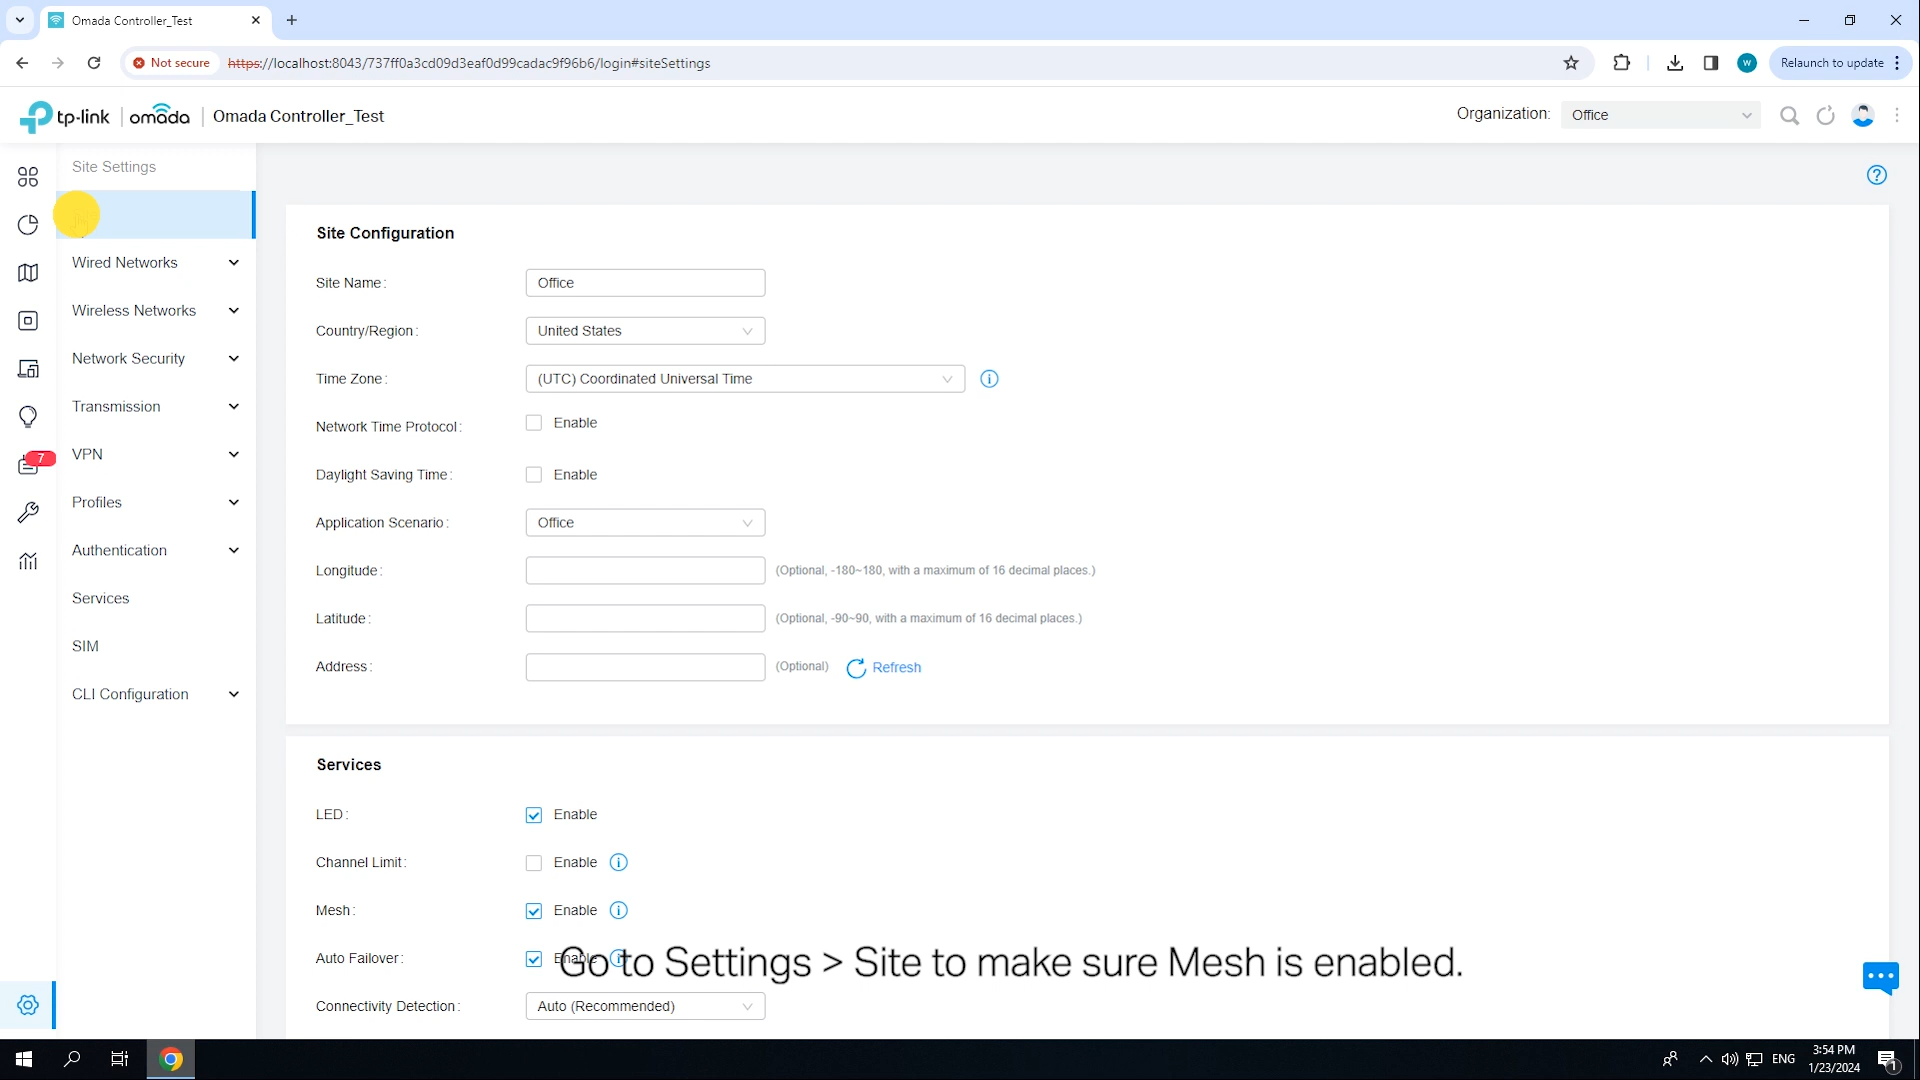 Omada Controller_Test
Not secure
https://localhost:8043/737ff0a3cd09d3eaf0d99cadac9f96b6/login#siteSettings
W
Relaunch to update
tp-link
omada
Omada Controller_Test
Organization:
Office
Site Settings
Wired Networks
Wireless Networks
Network Security
Transmission
VPN
Profiles
Authentication
Services
SIM
CLI Configuration
7
Site Configuration
Site Name:
Office
Country/Region:
United States
Time Zone:
(UTC) Coordinated Universal Time
Network Time Protocol:
Enable
Daylight Saving Time:
Enable
Application Scenario:
Office
Longitude:
(Optional, -180~180, with a maximum of 16 decimal places.)
Latitude:
(Optional, -90~90, with a maximum of 16 decimal places.)
Address:
(Optional)
Refresh
Services
LED:
Enable
Channel Limit:
Enable
Mesh:
Enable
Auto Failover:
Enable
Go to Settings > Site to make sure Mesh is enabled.
Connectivity Detection:
Auto (Recommended)
ENG
3:54 PM
1/23/2024
1